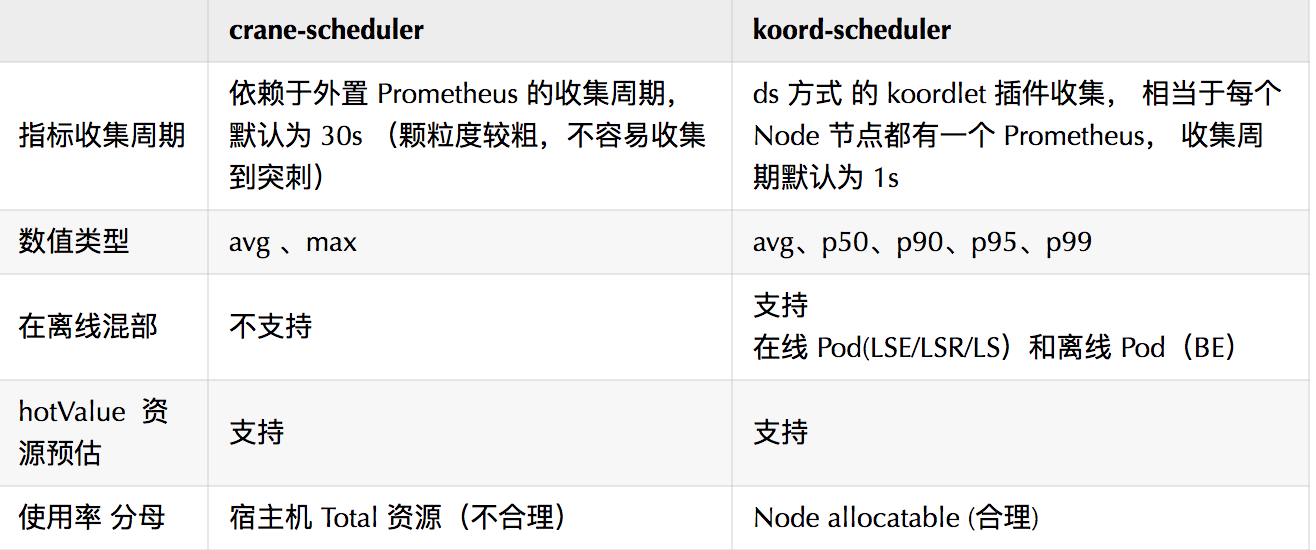 crane-scheduler
koord-scheduler
指标收集周期
依赖于外置 Prometheus 的收集周期，
默认为 30s （颗粒度较粗，不容易收集
到突刺）
ds 方式 的 koordlet 插件收集， 相当于每个
Node 节点都有一个 Prometheus， 收集周
期默认为 1s
数值类型
avg 、max
avg、p50、p90、p95、p99
在离线混部
不支持
支持
在线 Pod(LSE/LSR/LS）和离线 Pod（BE）
hotValue 资
源预估
支持
支持
使用率 分母
宿主机 Total 资源（不合理）
Node allocatable (合理)